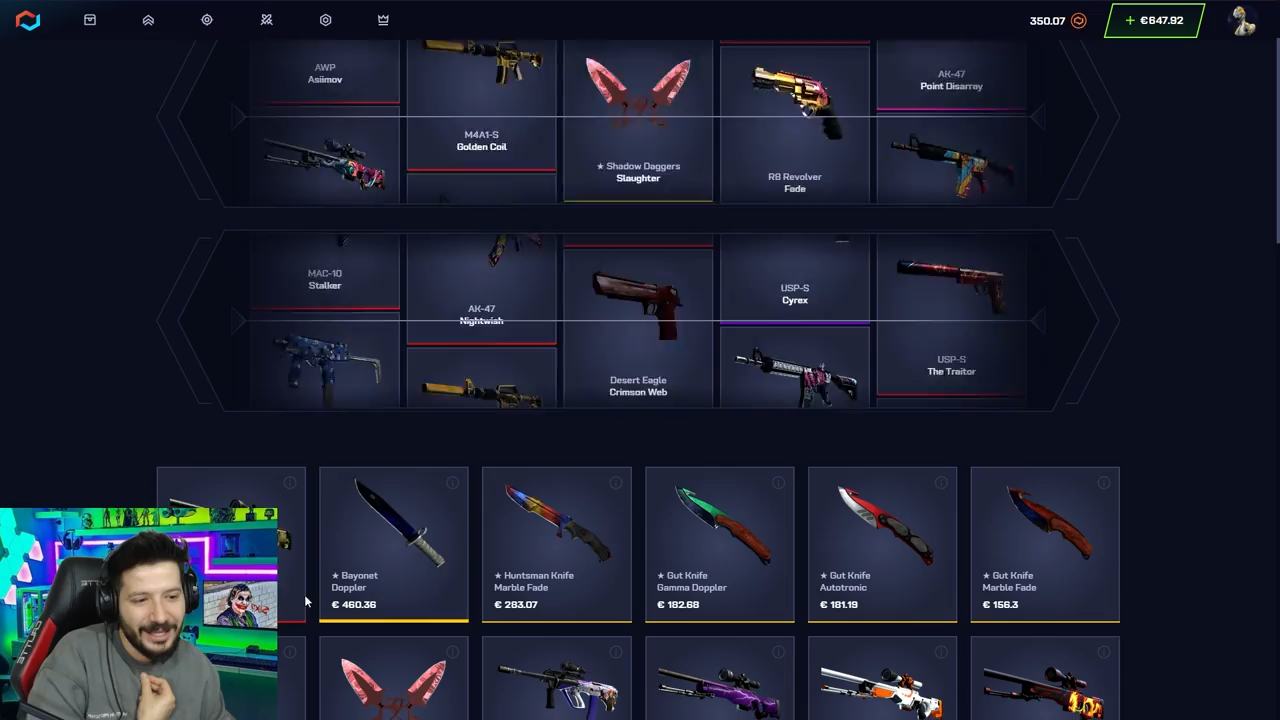 350.07
+ €647.92
AWP
Asiimov
M4A1-S
Golden Coil
★ Shadow Daggers
Slaughter
R8 Revolver
Fade
AK-47
Point Disarray
MAC-10
Stalker
AK-47
Nightwish
Desert Eagle
Crimson Web
USP-S
Cyrex
USP-S
The Traitor
★ Bayonet
Doppler
€ 460.36
★ Huntsman Knife
Marble Fade
€ 263.07
★ Gut Knife
Gamma Doppler
€ 182.68
★ Gut Knife
Autotronic
€ 181.19
★ Gut Knife
Marble Fade
€ 156.3